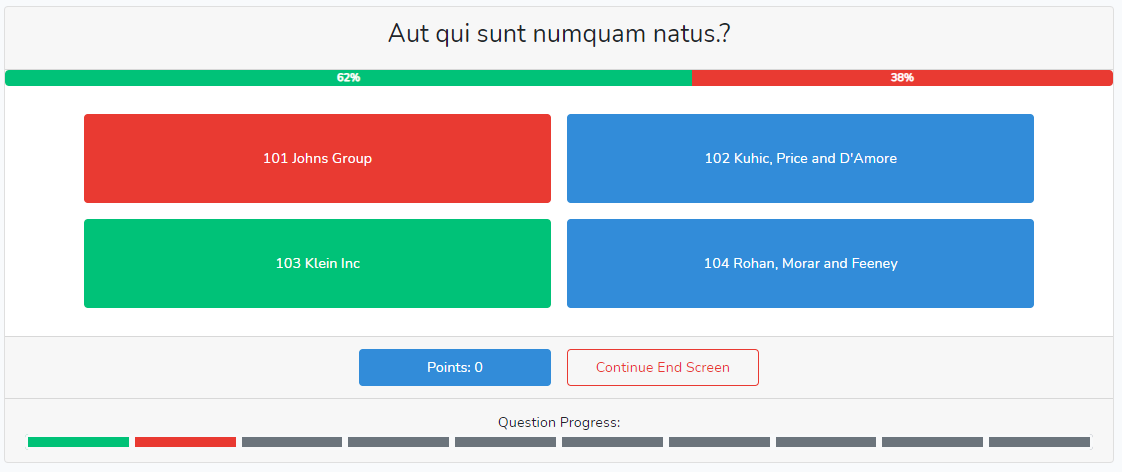 Aut qui sunt numquam natus.?
62% 38%
101 Johns Group
102 Kuhic, Price and D'Amore
103 Klein Inc
104 Rohan, Morar and Feeney
Points: 0
Continue End Screen
Question Progress: